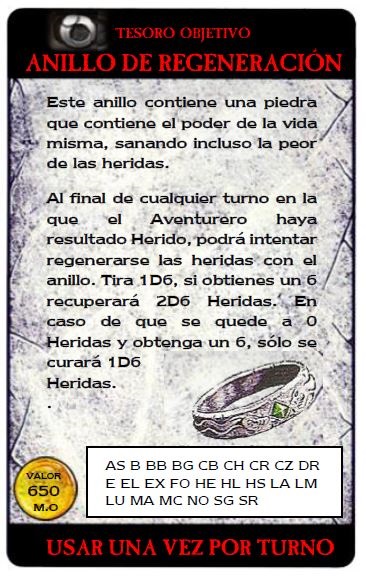 TESORO OBJETIVO
ANILLO DE REGENERACIÓN
Este anillo contiene una piedra
que contiene el poder de la vida
misma, sanando incluso la peor
de las heridas.
Al final de cualquier turno en la
que el Aventurero haya
resultado Herido, podrá intentar
regenerarse las heridas con el
anillo. Tira 1D6, si obtienes un 6
recuperará 2D6 Heridas. En
caso de que se quede a 0
Heridas y obtenga un 6, sólo se
curará 1D6
Heridas.
.
AS B BB BG CB CH CR CZ DR
E EL EX FO HE HL HS LA LM
LU MA MC NO SG SR
VALOR
650
M.O
USAR UNA VEZ POR TURNO